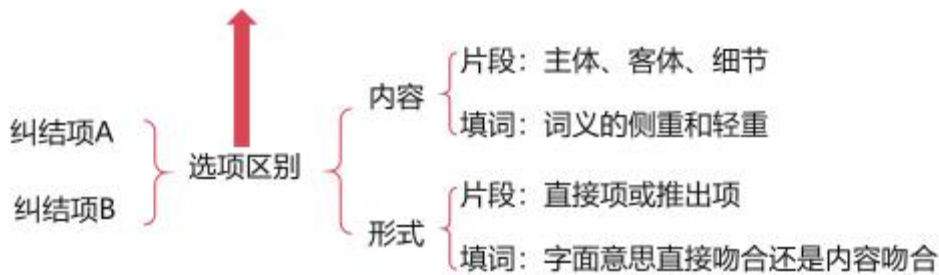 片段：主体、客体、细节
内容
填词：词义的侧重和轻重
纠结项A
选项区别
纠结项B
片段：直接项或推出项
形式
填词：字面意思直接吻合还是内容吻合